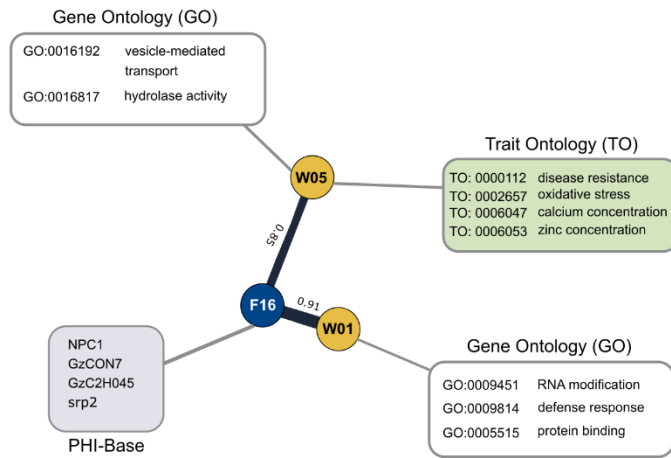 Gene Ontology (GO)
GO:0016192 vesicle-mediated
transport
GO:0016817 hydrolase activity
W05
Trait Ontology (TO)
TO: 0000112 disease resistance
TO: 0002657 oxidative stress
TO: 0006047 calcium concentration
TO: 0006053 zinc concentration
0.85
F16
0.91
W01
NPC1
GzCON7
GzC2H045
srp2
PHI-Base
Gene Ontology (GO)
GO:0009451 RNA modification
GO:0009814 defense response
GO:0005515 protein binding